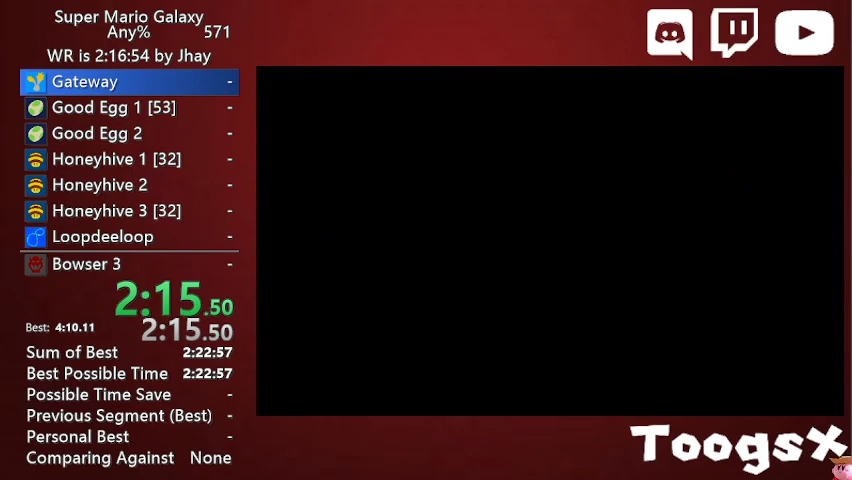 Super Mario Galaxy
Any% 571
WR is 2:16:54 by Jhay
Gateway -
Good Egg 1 [53] -
Good Egg 2 -
Honeyhive 1 [32] -
Honeyhive 2 -
Honeyhive 3 [32] -
Loopdeeloop -
Bowser 3 -
2:15.50
Best: 4:10.11 2:15.50
Sum of Best 2:22:57
Best Possible Time 2:22:57
Possible Time Save -
Previous Segment (Best) -
Personal Best -
Comparing Against None
ToogsX